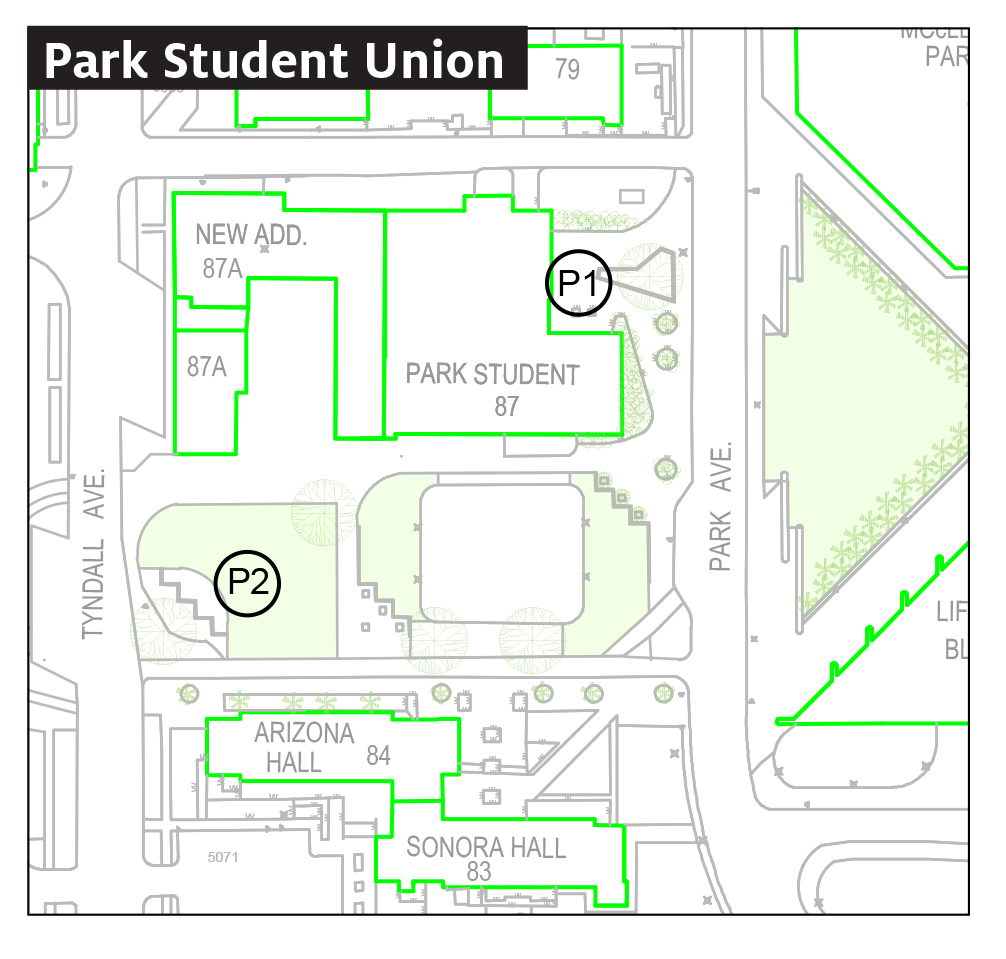 Park Student Union
79
PAR
NEW ADD.
87A
P1
87A
PARK STUDENT
87
TYNDALL AVE.
PARK AVE.
P2
LIF
BL
ARIZONA
HALL 84
SONORA HALL
83
5071